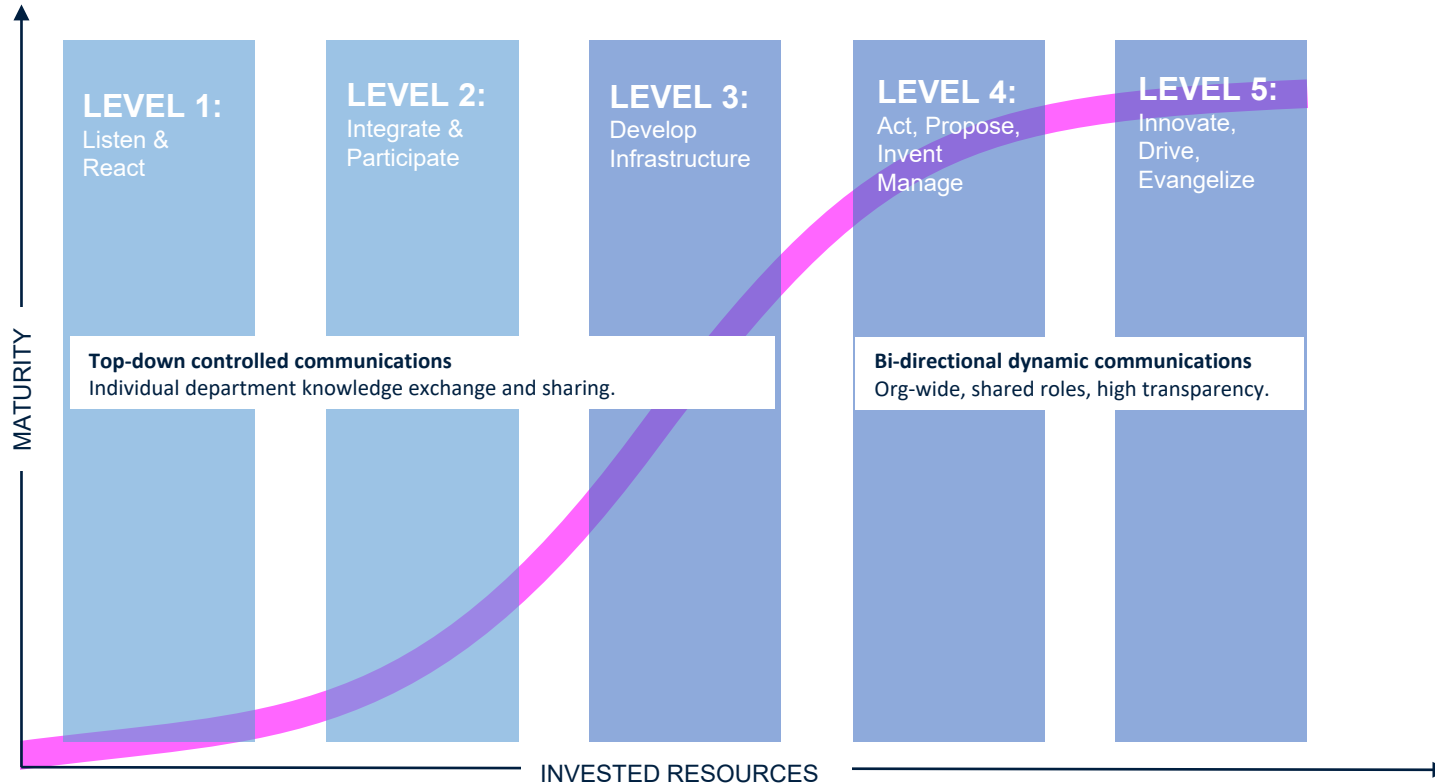 LEVEL 1:
Listen &
React
LEVEL 2:
Integrate &
Participate
LEVEL 3:
Develop
Infrastructure
LEVEL 4:
Act, Propose,
Invent
Manage
LEVEL 5:
Innovate,
Drive,
Evangelize
MATURITY
Top-down controlled communications
Individual department knowledge exchange and sharing.
Bi-directional dynamic communications
Org-wide, shared roles, high transparency.
INVESTED RESOURCES